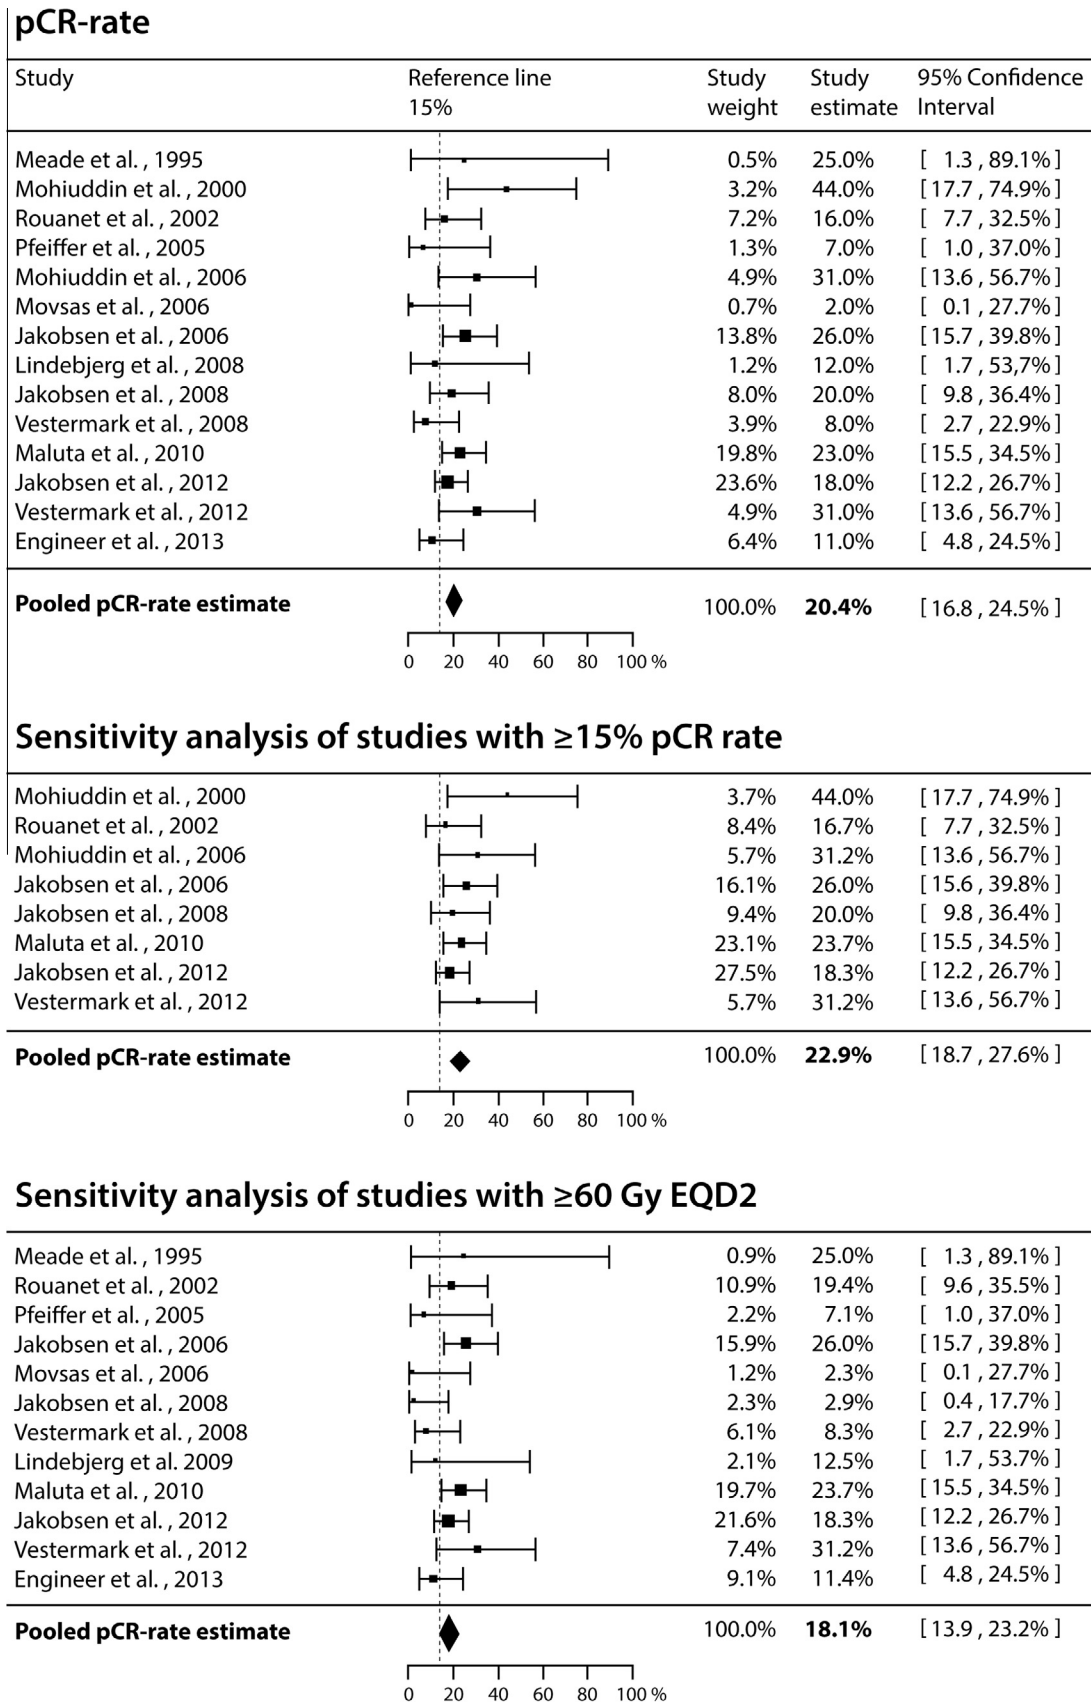 pCR-rate
Study Reference line Study Study 95% Confidence
15% weight estimate Interval
Meade et al. , 1995 0.5% 25.0% [ 1.3 , 89.1% ]
Mohiuddin et al. , 2000 3.2% 44.0% [ 17.7 , 74.9% ]
Rouanet et al. , 2002 7.2% 16.0% [ 7.7 , 32.5% ]
Pfeiffer et al. , 2005 1.3% 7.0% [ 1.0 , 37.0% ]
Mohiuddin et al. , 2006 4.9% 31.0% [ 13.6 , 56.7% ]
Movsas et al. , 2006 0.7% 2.0% [ 0.1 , 27.7% ]
Jakobsen et al. , 2006 13.8% 26.0% [ 15.7 , 39.8% ]
Lindebjerg et al. , 2008 1.2% 12.0% [ 1.7 , 53,7% ]
Jakobsen et al. , 2008 8.0% 20.0% [ 9.8 , 36.4% ]
Vestermark et al. , 2008 3.9% 8.0% [ 2.7 , 22.9% ]
Maluta et al. , 2010 19.8% 23.0% [ 15.5 , 34.5% ]
Jakobsen et al. , 2012 23.6% 18.0% [ 12.2 , 26.7% ]
Vestermark et al. , 2012 4.9% 31.0% [ 13.6 , 56.7% ]
Engineer et al. , 2013 6.4% 11.0% [ 4.8 , 24.5% ]
Pooled pCR-rate estimate 100.0% 20.4% [ 16.8 , 24.5% ]
0 20 40 60 80 100 %
Sensitivity analysis of studies with ≥15% pCR rate
Mohiuddin et al. , 2000 3.7% 44.0% [ 17.7 , 74.9% ]
Rouanet et al. , 2002 8.4% 16.7% [ 7.7 , 32.5% ]
Mohiuddin et al. , 2006 5.7% 31.2% [ 13.6 , 56.7% ]
Jakobsen et al. , 2006 16.1% 26.0% [ 15.6 , 39.8% ]
Jakobsen et al. , 2008 9.4% 20.0% [ 9.8 , 36.4% ]
Maluta et al. , 2010 23.1% 23.7% [ 15.5 , 34.5% ]
Jakobsen et al. , 2012 27.5% 18.3% [ 12.2 , 26.7% ]
Vestermark et al. , 2012 5.7% 31.2% [ 13.6 , 56.7% ]
Pooled pCR-rate estimate 100.0% 22.9% [ 18.7 , 27.6% ]
0 20 40 60 80 100 %
Sensitivity analysis of studies with ≥60 Gy EQD2
Meade et al. , 1995 0.9% 25.0% [ 1.3 , 89.1% ]
Rouanet et al. , 2002 10.9% 19.4% [ 9.6 , 35.5% ]
Pfeiffer et al. , 2005 2.2% 7.1% [ 1.0 , 37.0% ]
Jakobsen et al. , 2006 15.9% 26.0% [ 15.7 , 39.8% ]
Movsas et al. , 2006 1.2% 2.3% [ 0.1 , 27.7% ]
Jakobsen et al. , 2008 2.3% 2.9% [ 0.4 , 17.7% ]
Vestermark et al. , 2008 6.1% 8.3% [ 2.7 , 22.9% ]
Lindebjerg et al. 2009 2.1% 12.5% [ 1.7 , 53.7% ]
Maluta et al. , 2010 19.7% 23.7% [ 15.5 , 34.5% ]
Jakobsen et al. , 2012 21.6% 18.3% [ 12.2 , 26.7% ]
Vestermark et al. , 2012 7.4% 31.2% [ 13.6 , 56.7% ]
Engineer et al. , 2013 9.1% 11.4% [ 4.8 , 24.5% ]
Pooled pCR-rate estimate 100.0% 18.1% [ 13.9 , 23.2% ]
0 20 40 60 80 100 %